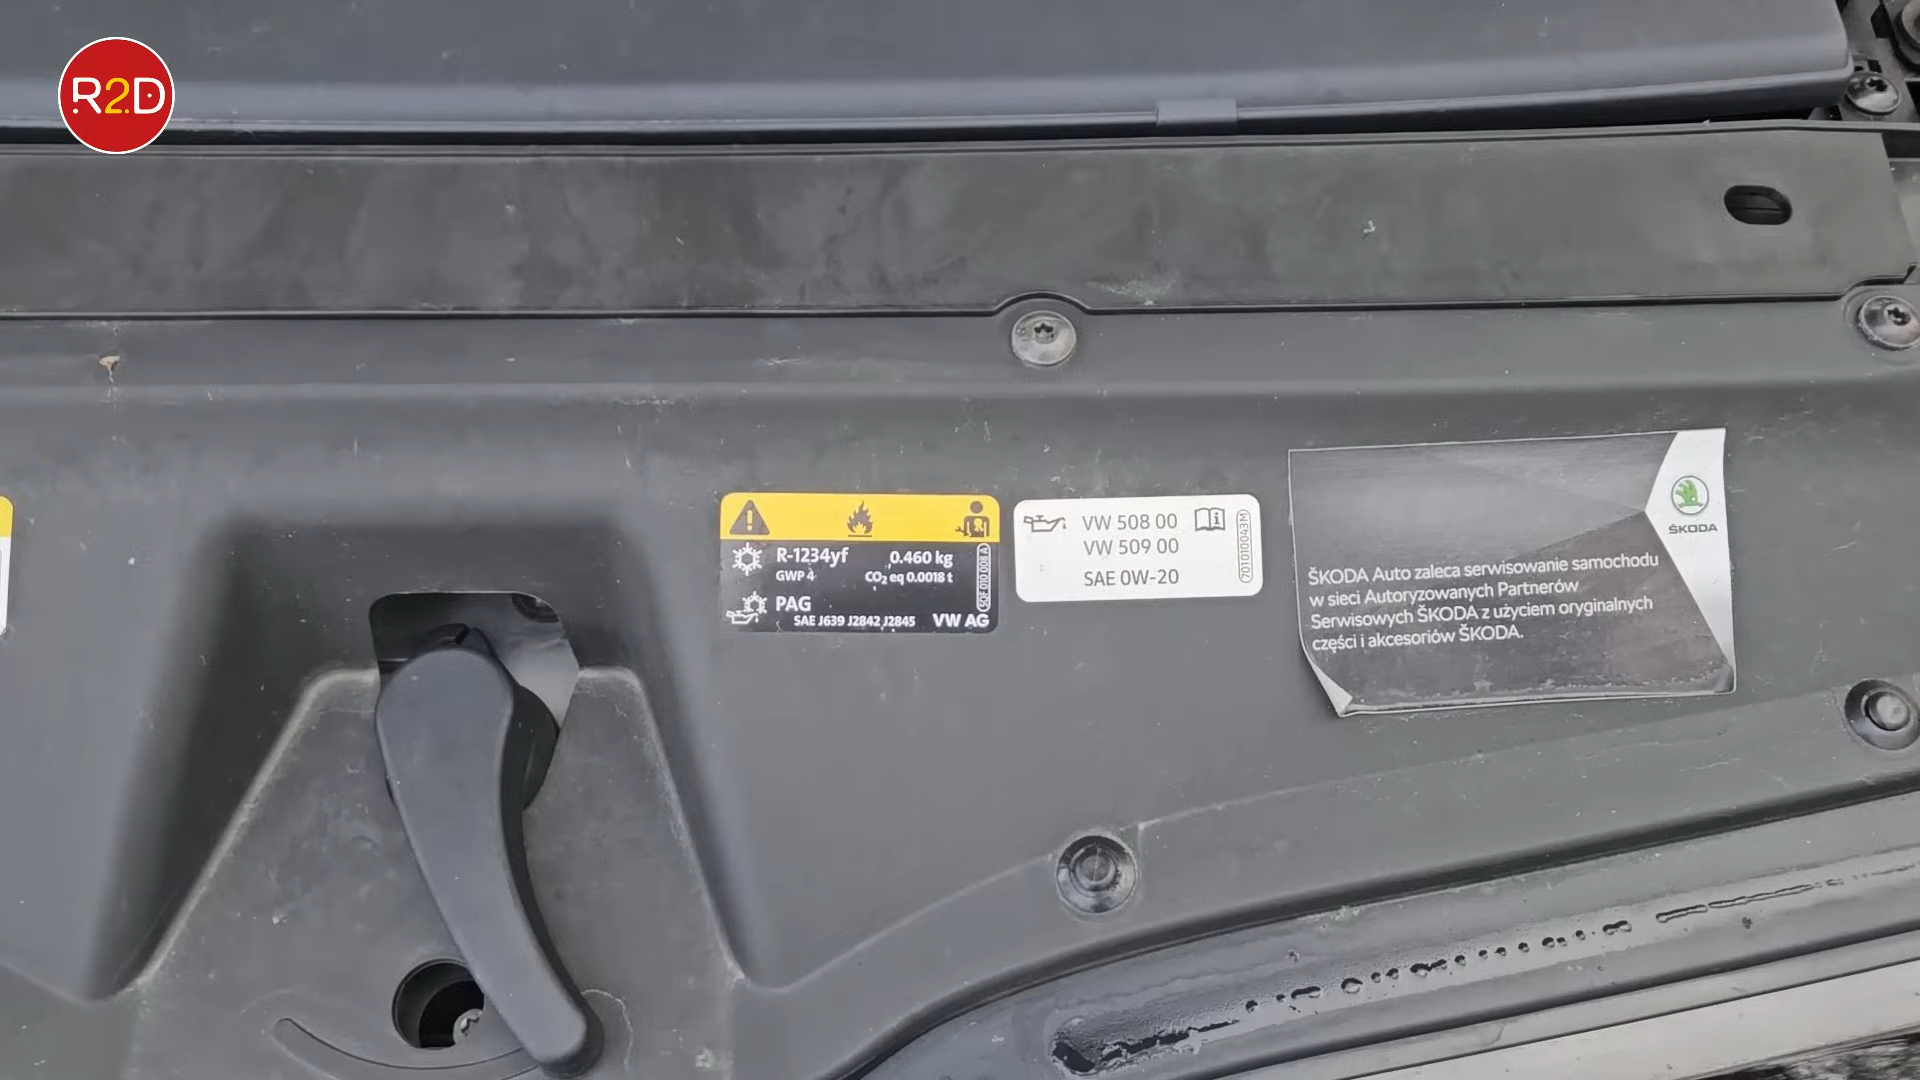 R2D
R-1234yf 0.460 kg
GWP 4 CO2 eq 0.0018 t
PAG
SAE J639 J2842 J2845 VW AG
VW 508 00
VW 509 00
SAE 0W-20
7O1010043M
ŠKODA
ŠKODA Auto zaleca serwisowanie samochodu
w sieci Autoryzowanych Partnerów
Serwisowych ŠKODA z użyciem oryginalnych
części i akcesoriów ŠKODA.